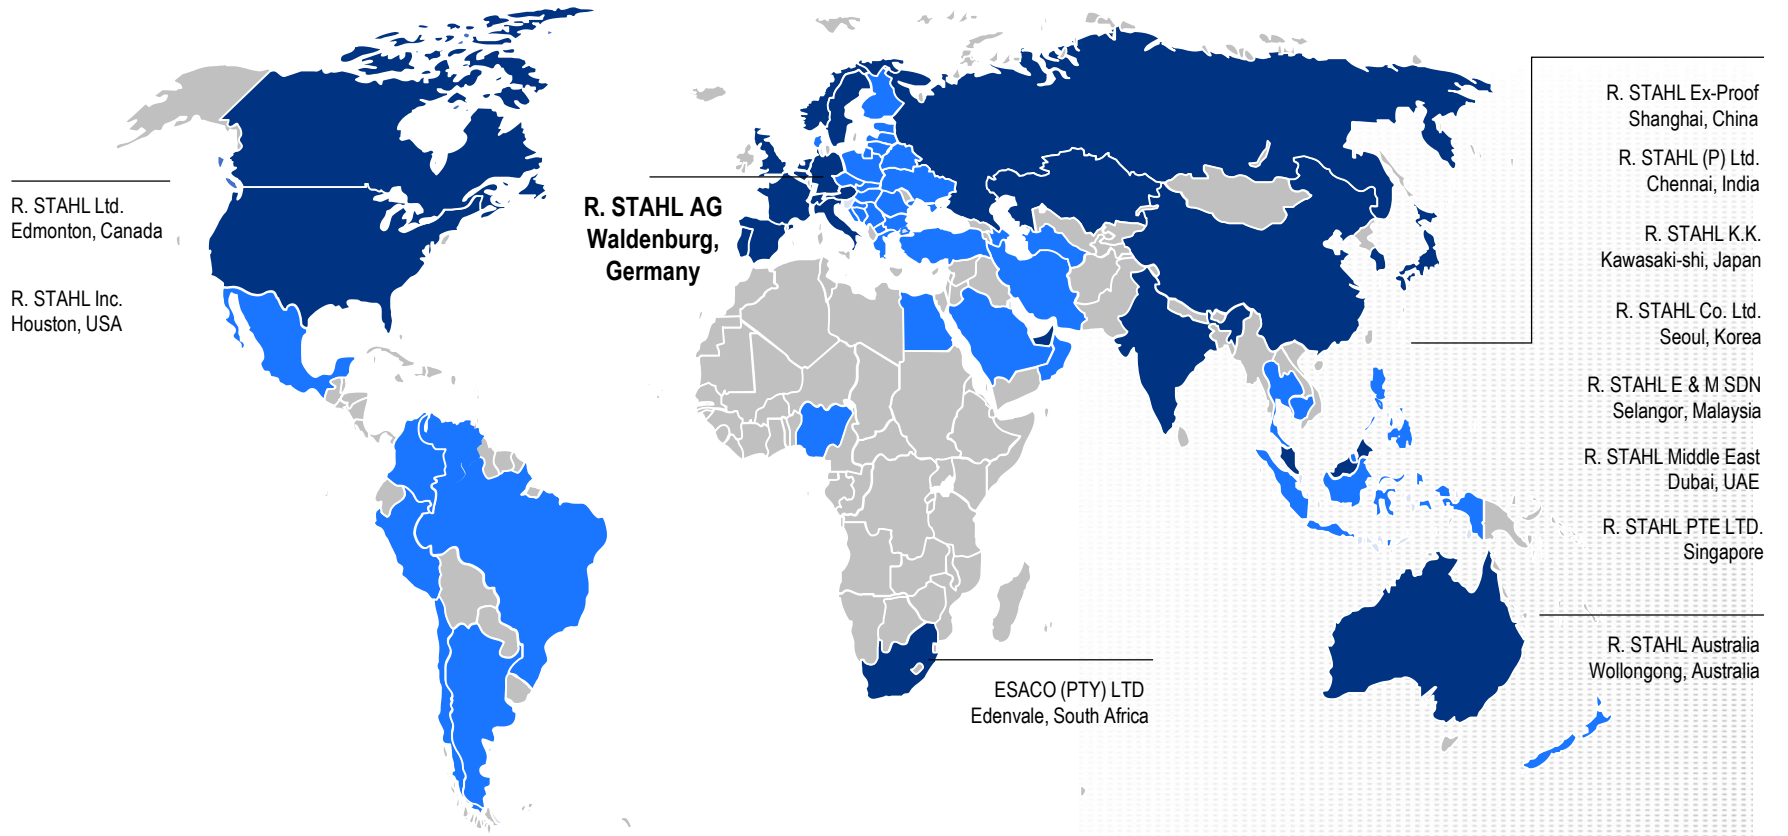 R. STAHL Ltd.
Edmonton, Canada
R. STAHL Inc.
Houston, USA
R. STAHL AG
Waldenburg,
Germany
ESACO (PTY) LTD
Edenvale, South Africa
R. STAHL Ex-Proof
Shanghai, China
R. STAHL (P) Ltd.
Chennai, India
R. STAHL K.K.
Kawasaki-shi, Japan
R. STAHL Co. Ltd.
Seoul, Korea
R. STAHL E & M SDN
Selangor, Malaysia
R. STAHL Middle East
Dubai, UAE
R. STAHL PTE LTD.
Singapore
R. STAHL Australia
Wollongong, Australia